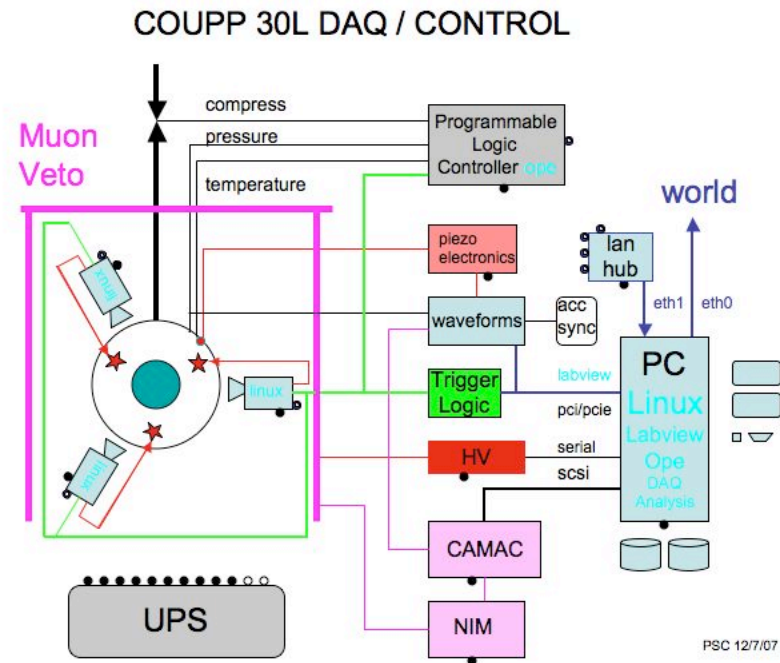 COUPP 30L DAQ / CONTROL
compress
pressure
temperature
Muon
Veto
Programmable
Logic
Controller ope
world
piezo
electronics
lan
hub
eth1
eth0
waveforms
acc
sync
linux
linux
linux
Trigger
Logic
labview
pci/pcie
PC
Linux
Labview
Ope
DAQ
Analysis
HV
serial
scsi
CAMAC
NIM
UPS
PSC 12/7/07